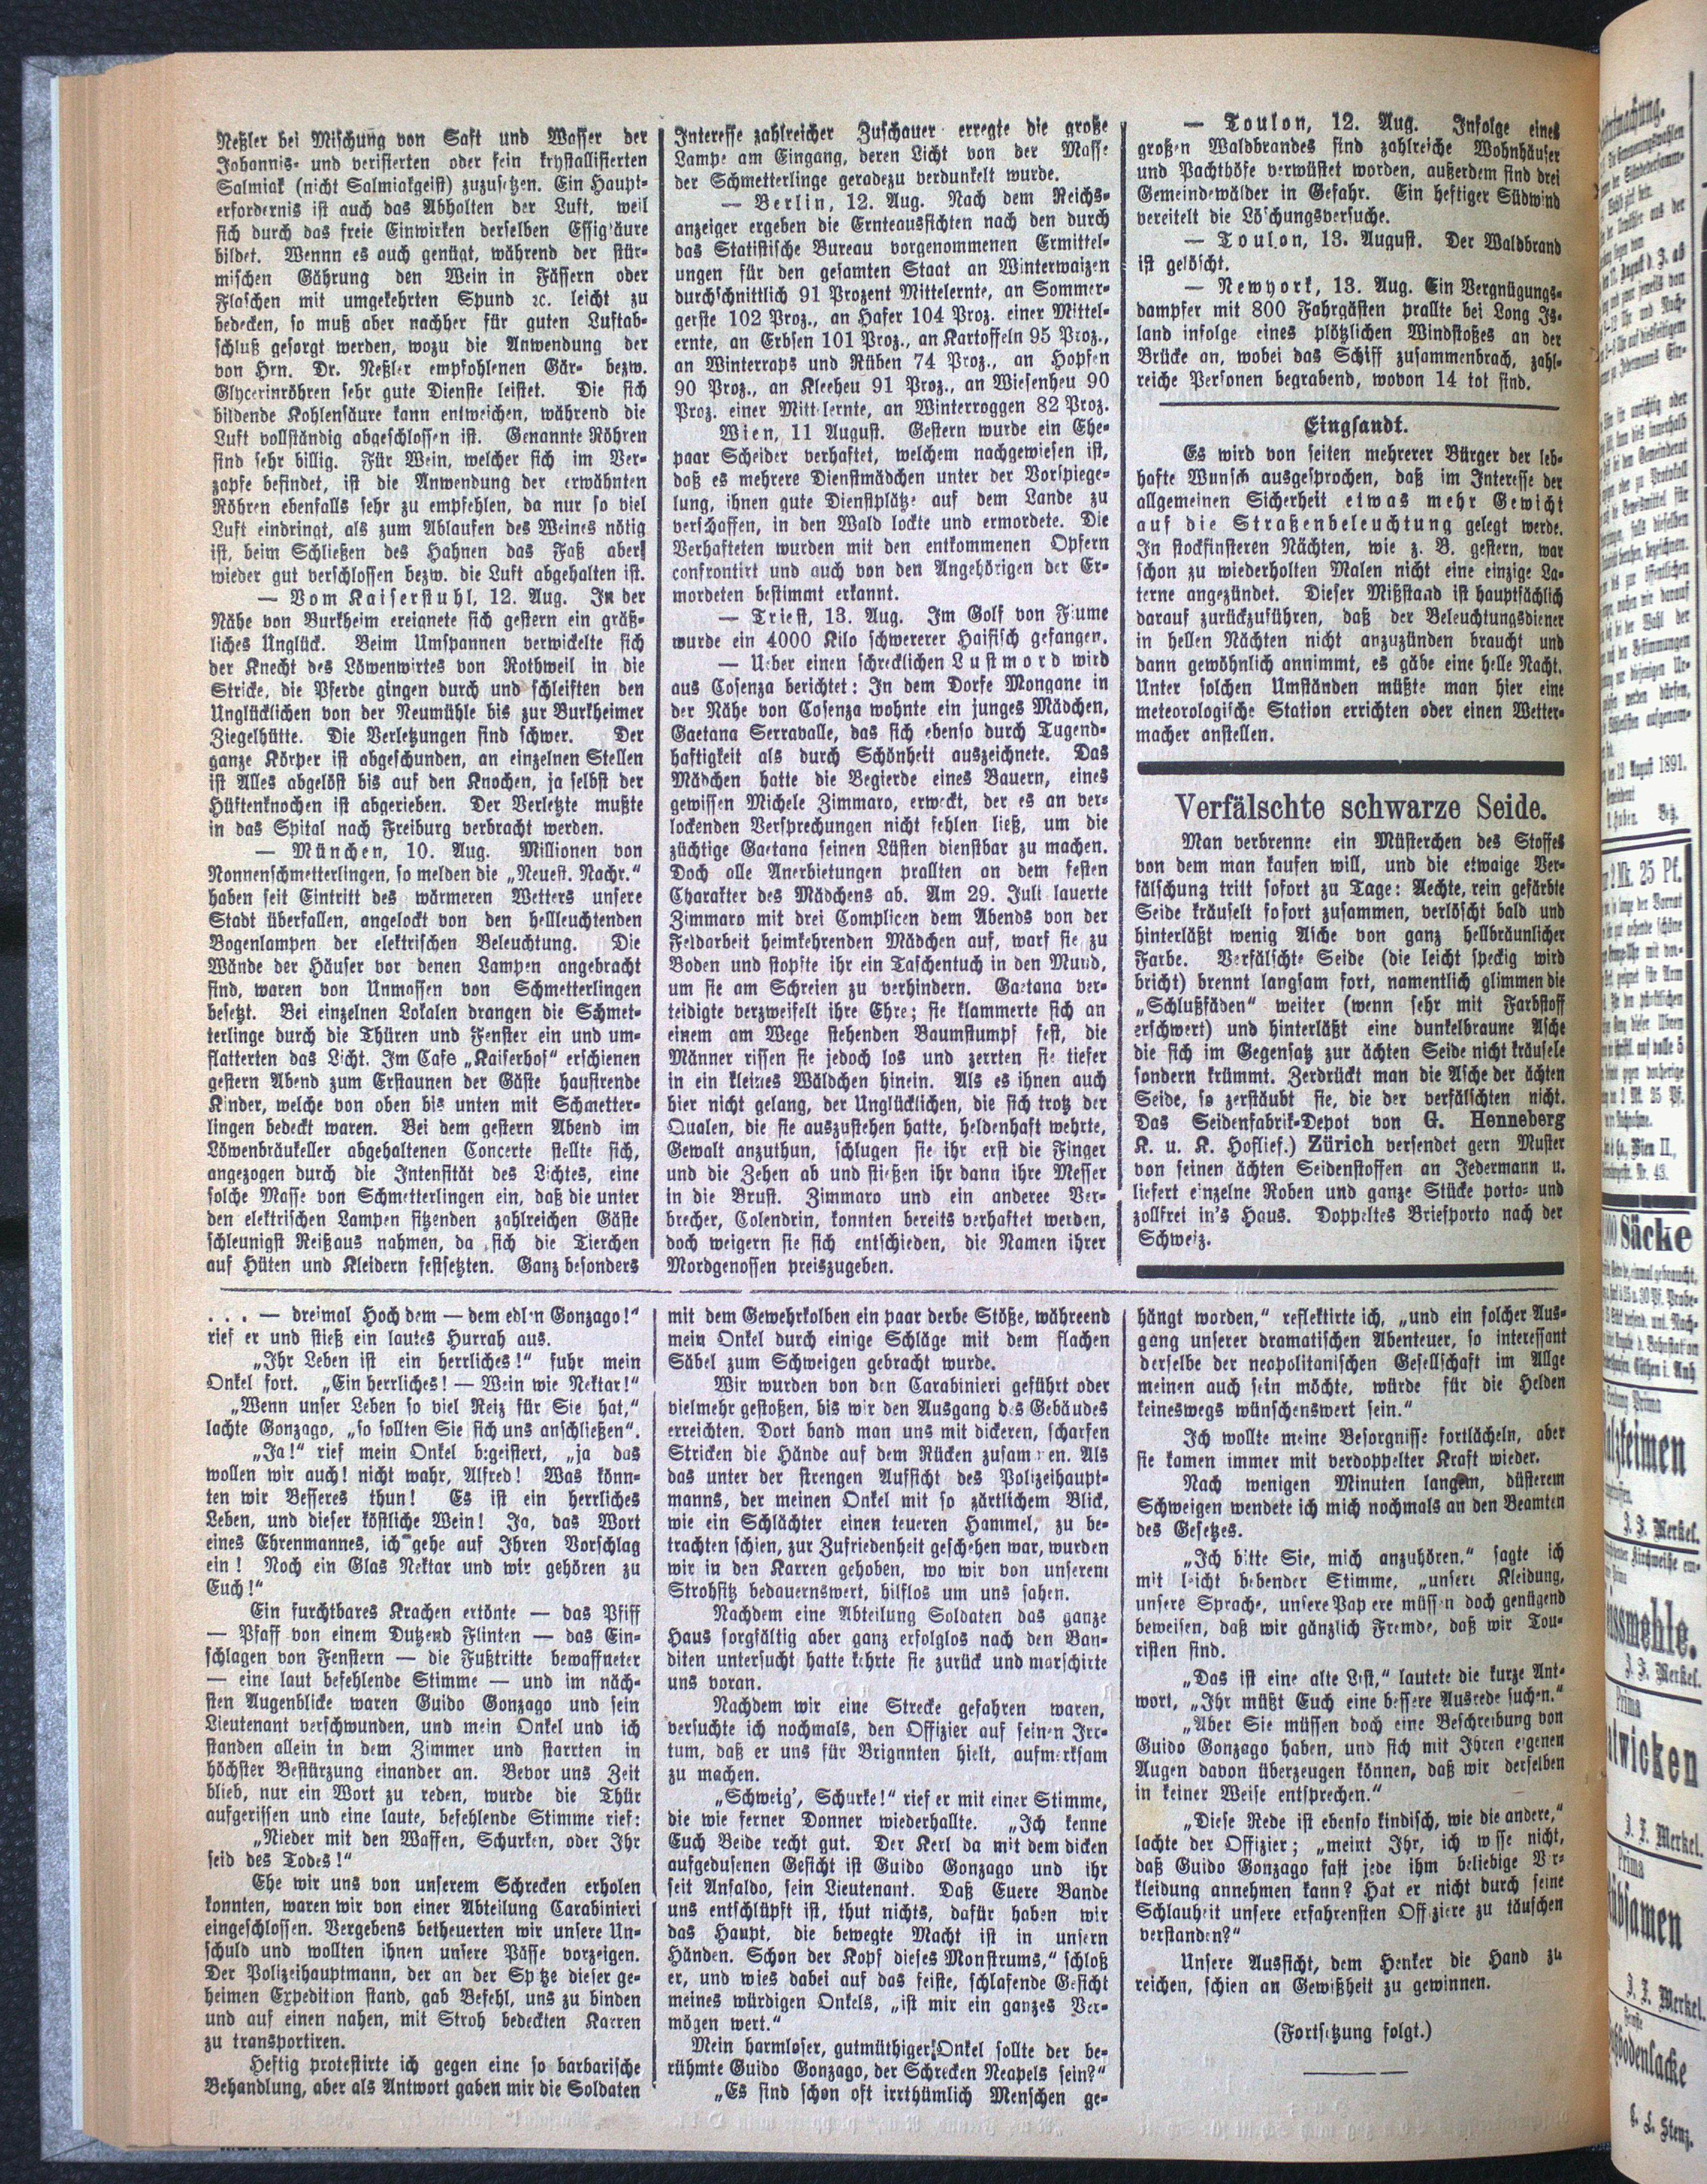 Neßler bei Mischung von Saft und Wasser der
Johannis- und verisierten oder fein krystallisierten
Salmiak (nicht Salmiakgeist) zuzusetzen. Ein Haupt-
erfordernis ist auch das Abhalten der Luft, weil
sich durch das freie Einwirken derselben Essigsäure
bildet. Wennn es auch genügt, während der stür-
mischen Gährung den Wein in Fässern oder
Flaschen mit umgekehrten Spund ꝛc. leicht zu
bedecken, so muß aber nachher für guten Luftab-
schluß gesorgt werden, wozu die Anwendung der
von Hrn. Dr. Neßler empfohlenen Gär- bezw.
Glycerinröhren sehr gute Dienste leistet. Die sich
bildende Kohlensäure kann entweichen, während die
Luft vollständig abgeschlossen ist. Genannte Röhren
sind sehr billig. Für Wein, welcher sich im Ver-
zapfe befindet, ist die Anwendung der erwähnten
Röhren ebenfalls sehr zu empfehlen, da nur so viel
Luft eindringt, als zum Ablaufen des Weines nötig
ist, beim Schließen des Hahnen das Faß aber
wieder gut verschlossen bezw. die Luft abgehalten ist.
— Vom Kaiserstuhl, 12. Aug. In der
Nähe von Burkheim ereignete sich gestern ein gräß-
liches Unglück. Beim Umspannen verwickelte sich
der Knecht des Löwenwirtes von Rothweil in die
Stricke, die Pferde gingen durch und schleiften den
Unglücklichen von der Neumühle bis zur Burkheimer
Ziegelhütte. Die Verletzungen sind schwer. Der
ganze Körper ist abgeschunden, an einzelnen Stellen
ist Alles abgelöst bis auf den Knochen, ja selbst der
Hüftenknochen ist abgerieben. Der Verletzte mußte
in das Spital nach Freiburg verbracht werden.
— München, 10. Aug. Millionen von
Nonnenschmetterlingen, so melden die „Neuest. Nachr.“
haben seit Eintritt des wärmeren Wetters unsere
Stadt überfallen, angelockt von den hellleuchtenden
Bogenlampen der elektrischen Beleuchtung. Die
Wände der Häuser vor denen Lampen angebracht
sind, waren von Unmassen von Schmetterlingen
besetzt. Bei einzelnen Lokalen drangen die Schmet-
terlinge durch die Thüren und Fenster ein und um-
flatterten das Licht. Im Cafe „Kaiserhof“ erschienen
gestern Abend zum Erstaunen der Gäste hausirende
Kinder, welche von oben bis unten mit Schmetter-
lingen bedeckt waren. Bei dem gestern Abend im
Löwenbräukeller abgehaltenen Concerte stellte sich,
angezogen durch die Intensität des Lichtes, eine
solche Masse von Schmetterlingen ein, daß die unter
den elektrischen Lampen sitzenden zahlreichen Gäste
schleunigst Reißaus nahmen, da sich die Tierchen
auf Hüten und Kleidern festsetzten. Ganz besonders
Interesse zahlreicher Zuschauer erregte die große
Lampe am Eingang, deren Licht von der Masse
der Schmetterlinge geradezu verdunkelt wurde.
— Berlin, 12. Aug. Nach dem Reichs-
anzeiger ergeben die Ernteaussichten nach den durch
das Statistische Bureau vorgenommenen Ermittel-
ungen für den gesamten Staat an Winterwaizen
durchschnittlich 91 Prozent Mittelernte, an Sommer-
gerste 102 Proz., an Hafer 104 Proz. einer Mittel-
ernte, an Erbsen 101 Proz., an Kartoffeln 95 Proz.,
an Winterraps und Rüben 74 Proz., an Hopfen
90 Proz., an Kleeheu 91 Proz., an Wiesenheu 90
Proz. einer Mittelernte, an Winterroggen 82 Proz.
Wien, 11 August. Gestern wurde ein Ehe-
paar Scheider verhaftet, welchem nachgewiesen ist,
daß es mehrere Dienstmädchen unter der Vorspiege-
lung, ihnen gute Dienstplätze auf dem Lande zu
verschaffen, in den Wald lockte und ermordete. Die
Verhafteten wurden mit den entkommenen Opfern
confrontirt und auch von den Angehörigen der Er-
mordeten bestimmt erkannt.
— Triest, 13. Aug. Im Golf von Fiume
wurde ein 4000 Kilo schwererer Haifisch gefangen.
— Ueber einen schrecklichen Lustmord wird
aus Cosenza berichtet: In dem Dorfe Mongane in
der Nähe von Cosenza wohnte ein junges Mädchen,
Gaetana Serravalle, das sich ebenso durch Tugend-
haftigkeit als durch Schönheit auszeichnete. Das
Mädchen hatte die Begierde eines Bauern, eines
gewissen Michele Zimmaro, erweckt, der es an ver-
lockenden Versprechungen nicht fehlen ließ, um die
züchtige Gaetana seinen Lüsten dienstbar zu machen.
Doch alle Anerbietungen prallten an dem festen
Charakter des Mädchens ab. Am 29. Juli lauerte
Zimmaro mit drei Complicen dem Abends von der
Feldarbeit heimkehrenden Mädchen auf, warf sie zu
Boden und stopfte ihr ein Taschentuch in den Mund,
um sie am Schreien zu verhindern. Gaetana ver-
teidigte verzweifelt ihre Ehre; sie klammerte sich an
einem am Wege stehenden Baumstumpf fest, die
Männer rissen sie jedoch los und zerrten sie tiefer
in ein kleines Wäldchen hinein. Als es ihnen auch
hier nicht gelang, der Unglücklichen, die sich trotz der
Qualen, die sie auszustehen hatte, heldenhaft wehrte,
Gewalt anzuthun, schlugen sie ihr erst die Finger
und die Zehen ab und stießen ihr dann ihre Messer
in die Brust. Zimmaro und ein anderee Ver-
brecher, Colendrin, konnten bereits verhaftet werden,
doch weigern sie sich entschieden, die Namen ihrer
Mordgenossen preiszugeben.
— Toulon, 12. Aug. Infolge eines
großen Waldbrandes sind zahlreiche Wohnhäuser
und Pachthöfe verwüstet worden, außerdem sind drei
Gemeindewälder in Gefahr. Ein heftiger Südwind
vereitelt die Löschungsversuche.
— Toulon, 13. August. Der Waldbrand
ist gelöscht.
— Newyork, 13. Aug. Ein Vergnügungs-
dampfer mit 800 Fahrgästen prallte bei Long Is-
land infolge eines plötzlichen Windstoßes an der
Brücke an, wobei das Schiff zusammenbrach, zahl-
reiche Personen begrabend, wovon 14 tot sind.
Eingsandt.
Es wird von seiten mehrerer Bürger der leb-
hafte Wunsch ausgesprochen, daß im Interesse der
allgemeinen Sicherheit etwas mehr Gewicht
auf die Straßenbeleuchtung gelegt werde.
In stockfinsteren Nächten, wie z. B. gestern, war
schon zu wiederholten Malen nicht eine einzige La-
terne angezündet. Dieser Mißstand ist hauptsächlich
darauf zurückzuführen, daß der Beleuchtungsdiener
in hellen Nächten nicht anzuzünden braucht und
dann gewöhnlich annimmt, es gäbe eine helle Nacht.
Unter solchen Umständen müßte man hier eine
meteorologische Station errichten oder einen Wetter-
macher anstellen.
Verfälschte schwarze Seide.
Man verbrenne ein Müsterchen des Stoffes
von dem man kaufen will, und die etwaige Ver-
fälschung tritt sofort zu Tage: Aechte, rein gefärbte
Seide kräuselt sofort zusammen, verlöscht bald und
hinterläßt wenig Asche von ganz hellbräunlicher
Farbe. Verfälschte Seide (die leicht speckig wird
bricht) brennt langsam fort, namentlich glimmen die
„Schlußfäden“ weiter (wenn sehr mit Farbstoff
erschwert) und hinterläßt eine dunkelbraune Asche
die sich im Gegensatz zur ächten Seide nicht kräusele
sondern krümmt. Zerdrückt man die Asche der ächten
Seide, so zerstäubt sie, die der verfälschten nicht.
Das Seidenfabrik-Depot von G. Henneberg
K. u. K. Hoflief.) Zürich versendet gern Muster
von seinen ächten Seidenstoffen an Jedermann u.
liefert einzelne Roben und ganze Stücke porto- und
zollfrei in's Haus. Doppeltes Briefporto nach der
Schweiz.
. . . — dreimal Hoch dem — dem edlen Gonzago!“
rief er und stieß ein lautes Hurrah aus.
„Ihr Leben ist ein herrliches!“ fuhr mein
Onkel fort. „Ein herrliches! — Wein wie Nektar!“
„Wenn unser Leben so viel Reiz für Sie hat,“
lachte Gonzago, „so sollten Sie sich uns anschließen“.
„Ja!“ rief mein Onkel begeistert, „ja das
wollen wir auch! nicht wahr, Alfred! Was könn-
ten wir Besseres thun! Es ist ein herrliches
Leben, und dieser köstliche Wein! Ja, das Wort
eines Ehrenmannes, ich gehe auf Ihren Vorschlag
ein! Noch ein Glas Nektar und wir gehören zu
Euch!“
Ein furchtbares Krachen ertönte — das Pfiff
— Pfaff von einem Dutzend Flinten — das Ein-
schlagen von Fenstern — die Fußtritte bewaffneter
— eine laut befehlende Stimme — und im näch-
sten Augenblicke waren Guido Gonzago und sein
Lieutenant verschwunden, und mein Onkel und ich
standen allein in dem Zimmer und starrten in
höchster Bestürzung einander an. Bevor uns Zeit
blieb, nur ein Wort zu reden, wurde die Thür
aufgerissen und eine laute, befehlende Stimme rief:
„Nieder mit den Waffen, Schurken, oder Ihr
seid des Todes!“
Ehe wir uns von unserem Schrecken erholen
konnten, waren wir von einer Abteilung Carabinieri
eingeschlossen. Vergebens betheuerten wir unsere Un-
schuld und wollten ihnen unsere Pässe vorzeigen.
Der Polizeihauptmann, der an der Spitze dieser ge-
heimen Expedition stand, gab Befehl, uns zu binden
und auf einen nahen, mit Stroh bedeckten Karren
zu transportiren.
Heftig protestirte ich gegen eine so barbarische
Behandlung, aber als Antwort gaben mir die Soldaten
mit dem Gewehrkolben ein paar derbe Stöße, während
mein Onkel durch einige Schläge mit dem flachen
Säbel zum Schweigen gebracht wurde.
Wir wurden von den Carabinieri geführt oder
vielmehr gestoßen, bis wir den Ausgang des Gebäudes
erreichten. Dort band man uns mit dickeren, scharfen
Stricken die Hände auf dem Rücken zusammen. Als
das unter der strengen Aufsicht des Polizeihaupt-
manns, der meinen Onkel mit so zärtlichem Blick,
wie ein Schlächter einen teueren Hammel, zu be-
trachten schien, zur Zufriedenheit geschehen war, wurden
wir in den Karren gehoben, wo wir von unserem
Strohsitz bedauernswert, hilflos um uns sahen.
Nachdem eine Abteilung Soldaten das ganze
Haus sorgfältig aber ganz erfolglos nach den Ban-
diten untersucht hatte kehrte sie zurück und marschirte
uns voran.
Nachdem wir eine Strecke gefahren waren,
versuchte ich nochmals, den Offizier auf seinen Irr-
tum, daß er uns für Brignnten hielt, aufmerksam
zu machen.
„Schweig', Schurke!“ rief er mit einer Stimme,
die wie ferner Donner wiederhallte. „Ich kenne
Euch Beide recht gut. Der Kerl da mit dem dicken
aufgedusenen Gesicht ist Guido Gonzago und ihr
seit Ansaldo, sein Lieutenant. Daß Euere Bande
uns entschlüpft ist, thut nichts, dafür haben wir
das Haupt, die bewegte Macht ist in unsern
Händen. Schon der Kopf dieses Monstrums,“ schloß
er, und wies dabei auf das feiste, schlafende Gesicht
meines würdigen Onkels, „ist mir ein ganzes Ver-
mögen wert.“
Mein harmloser, gutmüthiger Onkel sollte der be-
rühmte Guido Gonzago, der Schrecken Neapels sein?“
„Es sind schon oft irrthümlich Menschen ge-
hängt worden,“ reflektirte ich, „und ein solcher Aus-
gang unserer dramatischen Abenteuer, so interessant
derselbe der neapolitanischen Gesellschaft im Allge
meinen auch sein möchte, würde für die Helden
keineswegs wünschenswert sein.“
Ich wollte meine Besorgnisse fortlächeln, aber
sie kamen immer mit verdoppelter Kraft wieder.
Nach wenigen Minuten langem, düsterem
Schweigen wendete ich mich nochmals an den Beamten
des Gesetzes.
„Ich bitte Sie, mich anzuhören.“ sagte ich
mit leicht bebender Stimme, „unsere Kleidung,
unsere Sprache, unsere Papiere müssen doch genügend
beweisen, daß wir gänzlich Fremde, daß wir Tou-
risten sind.
„Das ist eine alte List,“ lautete die kurze Ant-
wort, „Ihr müßt Euch eine bessere Ausrede suchen.“
„Aber Sie müssen doch eine Beschreibung von
Guido Gonzago haben, und sich mit Ihren eigenen
Augen davon überzeugen können, daß wir derselben
in keiner Weise entsprechen.“
„Diese Rede ist ebenso kindisch, wie die andere,“
lachte der Offizier; „meint Ihr, ich wisse nicht,
daß Guido Gonzago fast jede ihm beliebige Ver-
kleidung annehmen kann? Hat er nicht durch seine
Schlauheit unsere erfahrensten Offiziere zu täuschen
verstanden?“
Unsere Aussicht, dem Henker die Hand zu
reichen, schien an Gewißheit zu gewinnen.
(Fortsetzung folgt.)
August 1891.
2 Mk. 25 Pf.
Wien II.,
Nr. 43.
Säcke
J. F. Merkel.
J. F. Merkel.
Prima
J. F. Merkel.
Prima
J. F. Merkel.